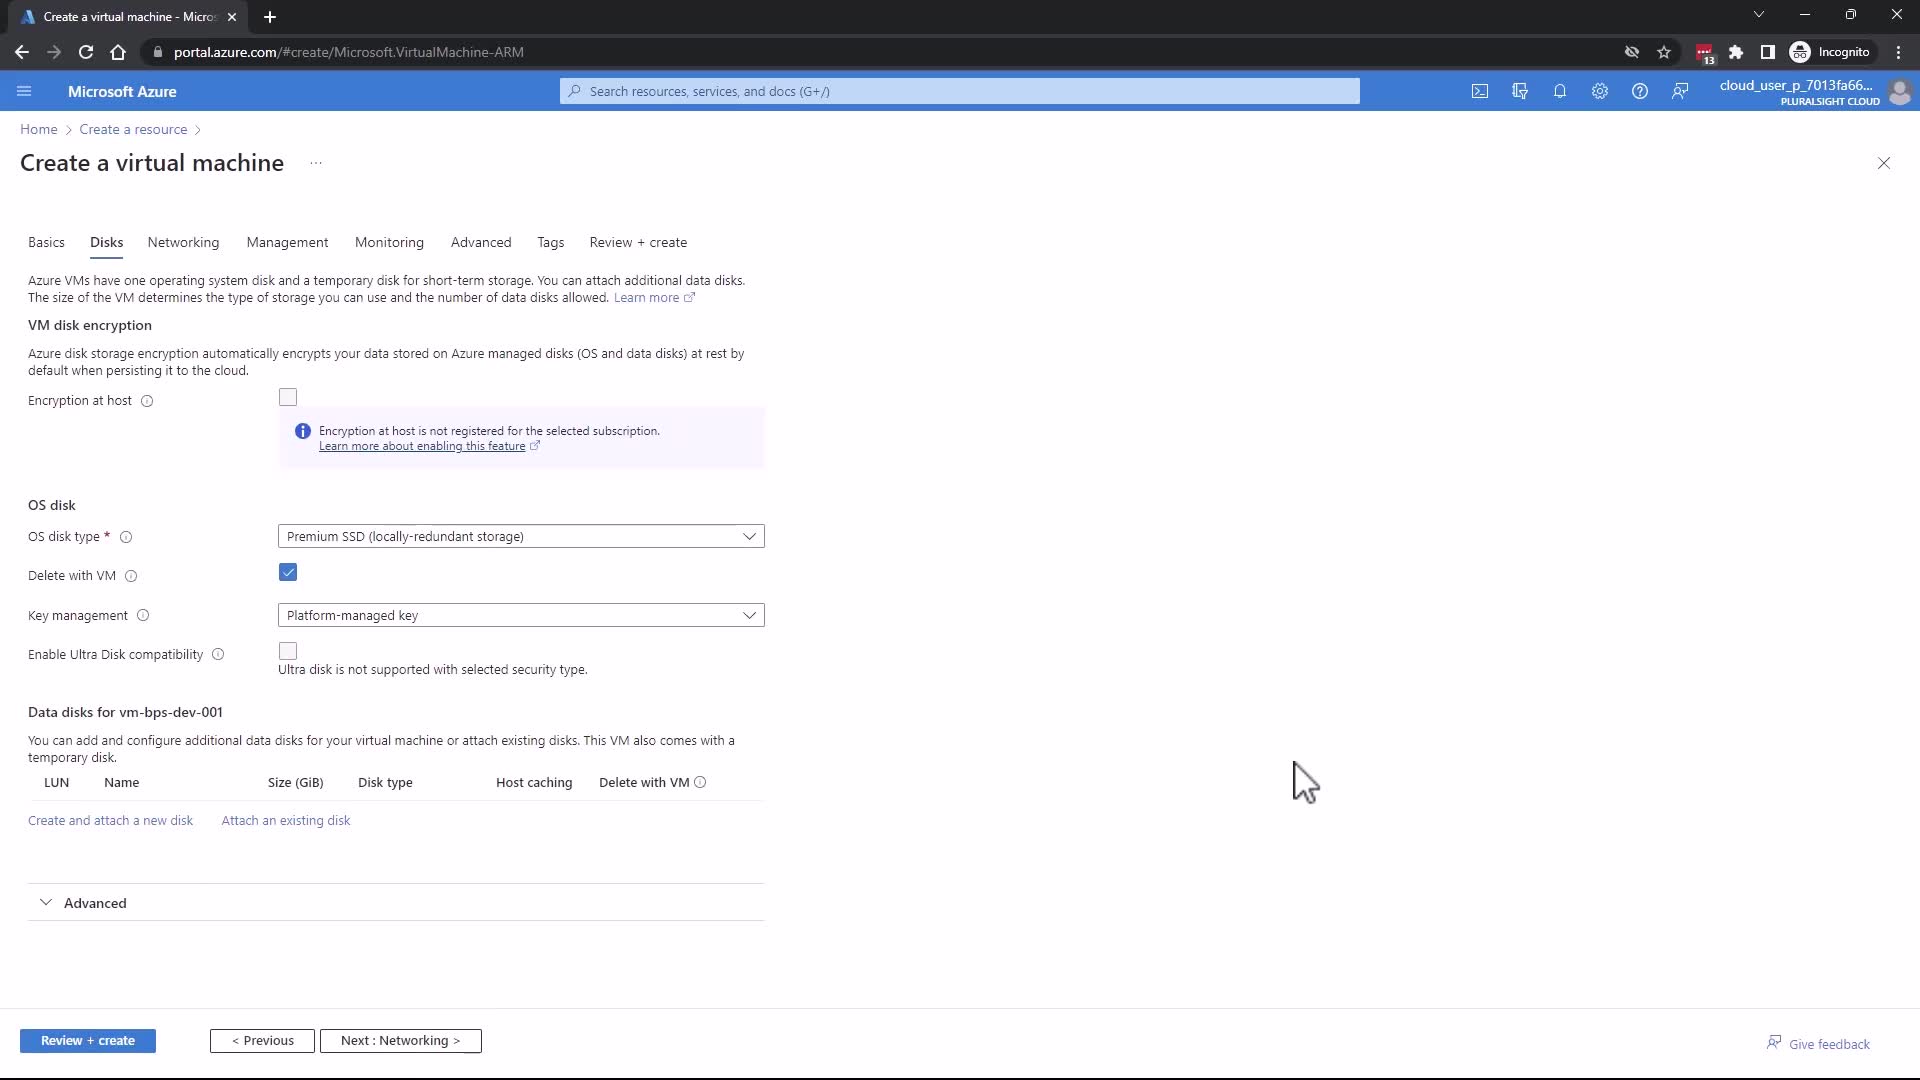 Create a virtual machine - Micros
portal.azure.com/#create/Microsoft.VirtualMachine-ARM
13
Incognito
Microsoft Azure
Search resources, services, and docs (G+/)
cloud_user_p_7013fa66...
PLURALSIGHT CLOUD
Home > Create a resource >
Create a virtual machine ...
Basics Disks Networking Management Monitoring Advanced Tags Review + create
Azure VMs have one operating system disk and a temporary disk for short-term storage. You can attach additional data disks.
The size of the VM determines the type of storage you can use and the number of data disks allowed. Learn more
VM disk encryption
Azure disk storage encryption automatically encrypts your data stored on Azure managed disks (OS and data disks) at rest by
default when persisting it to the cloud.
Encryption at host
Encryption at host is not registered for the selected subscription.
Learn more about enabling this feature
OS disk
OS disk type * Premium SSD (locally-redundant storage)
Delete with VM
Key management Platform-managed key
Enable Ultra Disk compatibility
Ultra disk is not supported with selected security type.
Data disks for vm-bps-dev-001
You can add and configure additional data disks for your virtual machine or attach existing disks. This VM also comes with a
temporary disk.
LUN Name Size (GiB) Disk type Host caching Delete with VM
Create and attach a new disk Attach an existing disk
Advanced
Review + create < Previous Next : Networking > Give feedback